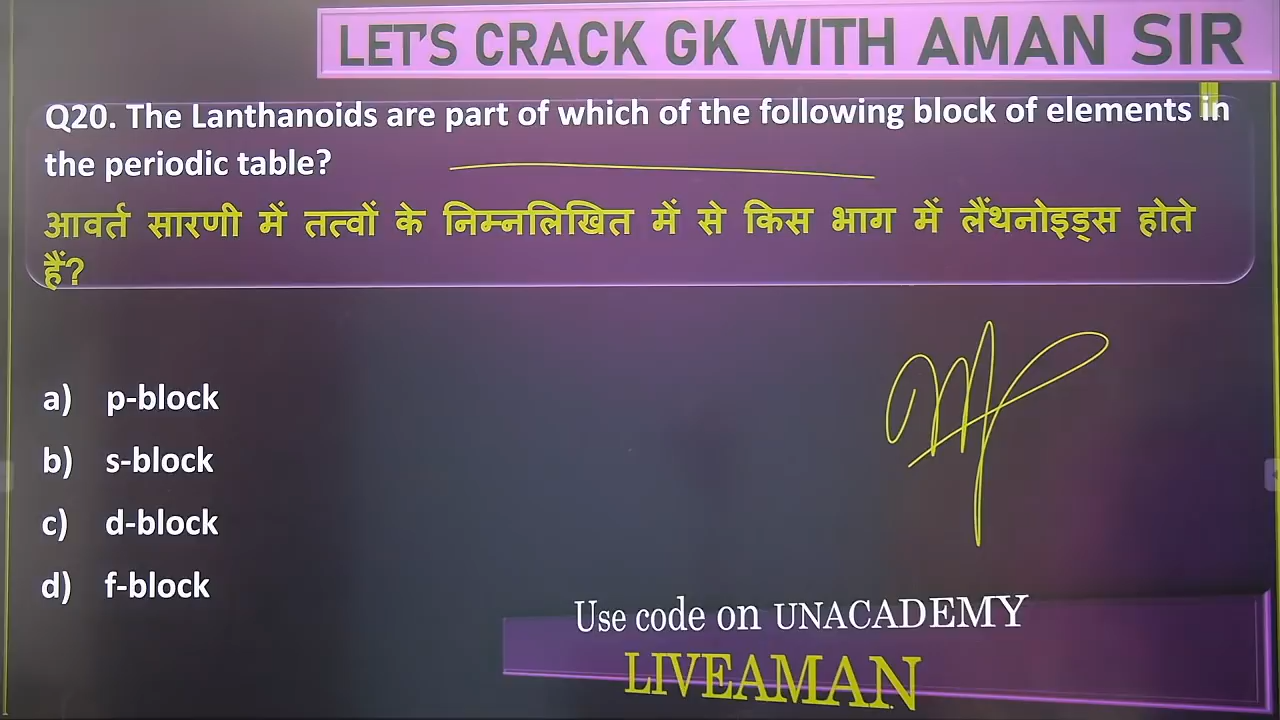 LET'S CRACK GK WITH AMAN SIR
Q20. The Lanthanoids are part of which of the following block of elements in
the periodic table?
आवर्त सारणी में तत्वों के निम्नलिखित में से किस भाग में लैंथनोइड्स होते
हैं?
a) p-block
b) s-block
c) d-block
d) f-block
Use code on UNACADEMY
LIVEAMAN